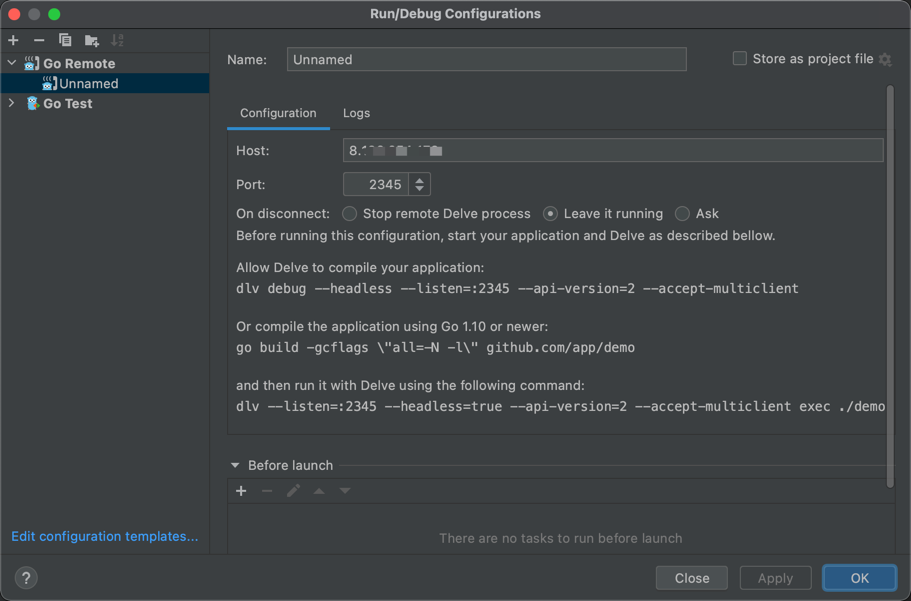 Run/Debug Configurations
Go Remote
Unnamed
Go Test
Name: Unnamed
Store as project file
Configuration Logs
Host: 8.
Port: 2345
On disconnect: Stop remote Delve process Leave it running Ask
Before running this configuration, start your application and Delve as described bellow.
Allow Delve to compile your application:
dlv debug --headless --listen=:2345 --api-version=2 --accept-multiclient
Or compile the application using Go 1.10 or newer:
go build -gcflags \"all=-N -l\" github.com/app/demo
and then run it with Delve using the following command:
dlv --listen=:2345 --headless=true --api-version=2 --accept-multiclient exec ./demo
Before launch
There are no tasks to run before launch
Edit configuration templates...
? Close Apply OK